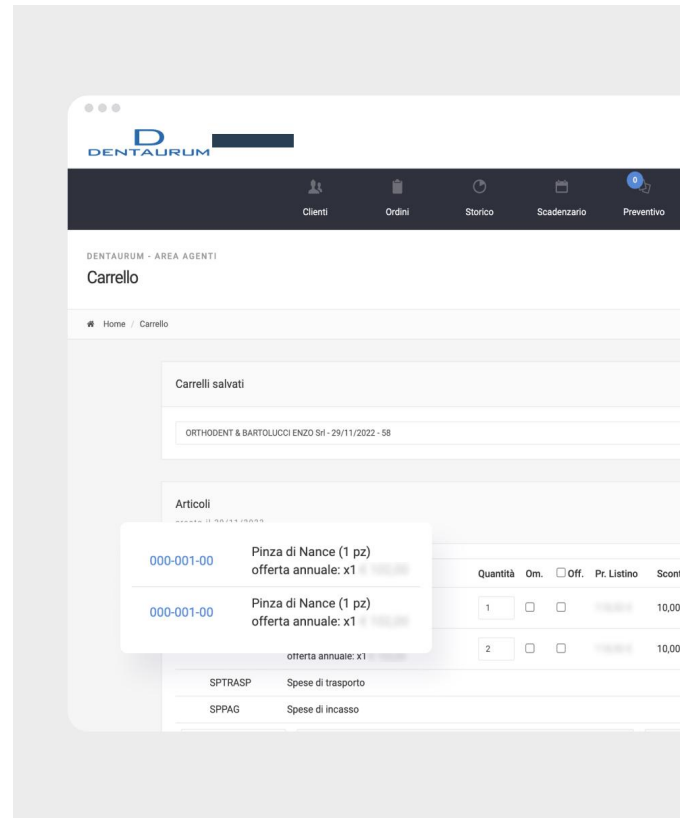 D
DENTAURUM
Clienti
Ordini
Storico
Scadenzario
0
Preventivo
DENTAURUM - AREA AGENTI
Carrello
Home / Carrello
Carrelli salvati
ORTHODENT & BARTOLUCCI ENZO Srl - 29/11/2022 - 58
Articoli
000-001-00
Pinza di Nance (1 pz)
offerta annuale: x1
000-001-00
Pinza di Nance (1 pz)
offerta annuale: x1
Quantità Om. Off. Pr. Listino
1 10,00
2 10,00
offerta annuale: x1
SPTRASP Spese di trasporto
SPPAG Spese di incasso